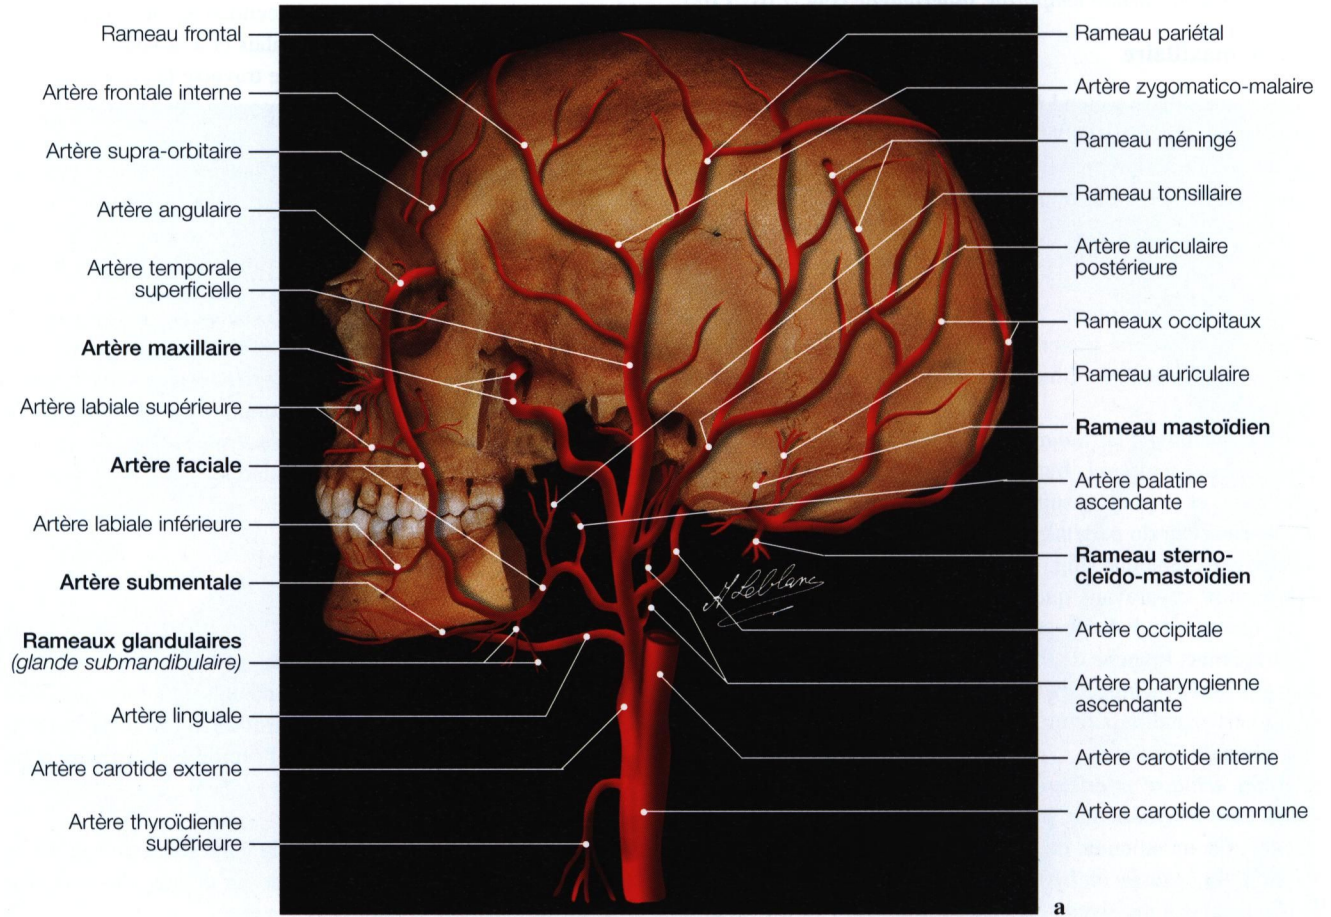 Rameau frontal
Artère frontale interne
Artère supra-orbitaire
Artère angulaire
Artère temporale
superficielle
Artère maxillaire
Artère labiale supérieure
Artère faciale
Artère labiale inférieure
Artère submentale
Rameaux glandulaires
(glande submandibulaire)
Artère linguale
Artère carotide externe
Artère thyroïdienne
supérieure
Rameau pariétal
Artère zygomatico-malaire
Rameau méningé
Rameau tonsillaire
Artère auriculaire
postérieure
Rameaux occipitaux
Rameau auriculaire
Rameau mastoïdien
Artère palatine
ascendante
Rameau sterno-
cleïdo-mastoïdien
Artère occipitale
Artère pharyngienne
ascendante
Artère carotide interne
Artère carotide commune
A Leblanc
a